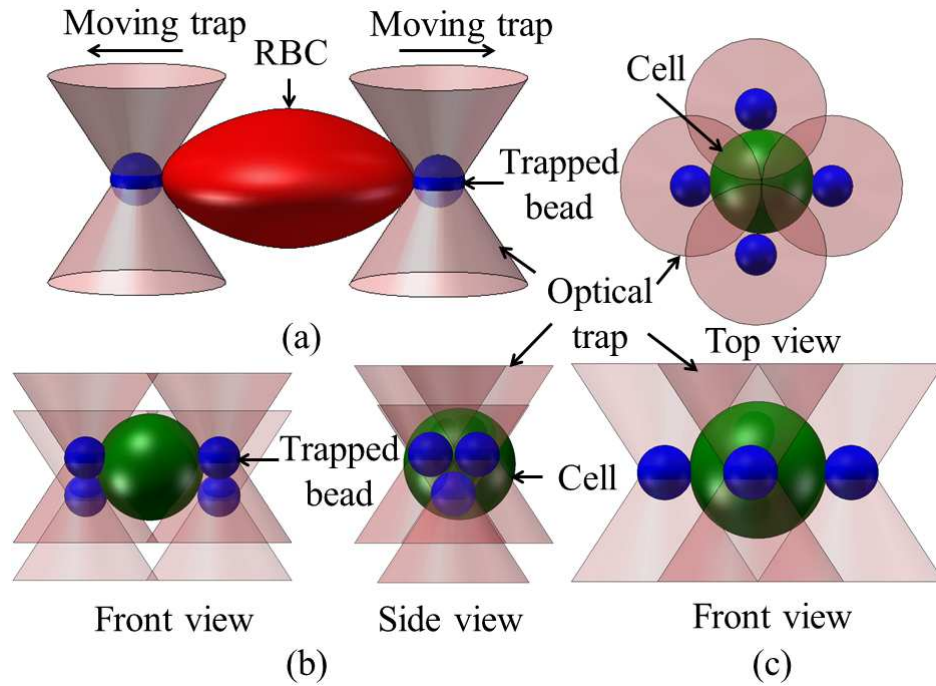 Moving trap
Moving trap
RBC
Cell
Trapped
bead
Optical
trap
(a)
Top view
Trapped
bead
Cell
Front view
Side view
Front view
(b)
(c)